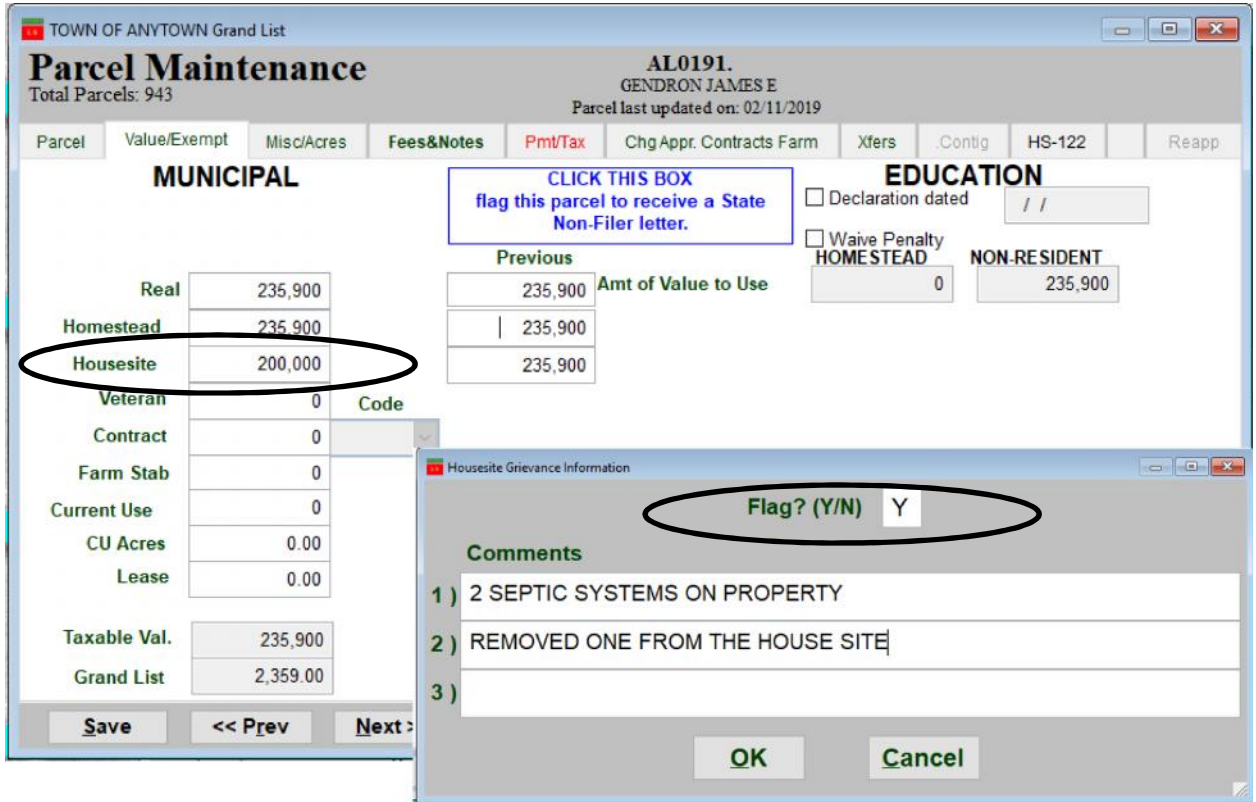 TOWN OF ANYTOWN Grand List
Parcel Maintenance
Total Parcels: 943
AL0191.
GENDRON JAMES E
Parcel last updated on: 02/11/2019
Parcel Value/Exempt Misc/Acres Fees&Notes Pmt/Tax Chg Appr. Contracts Farm Xfers .Contig HS-122 Reapp
MUNICIPAL
CLICK THIS BOX
flag this parcel to receive a State
Non-Filer letter.
EDUCATION
Declaration dated / /
Waive Penalty
Previous
HOMESTEAD NON-RESIDENT
Real 235,900 235,900 Amt of Value to Use 0 235,900
Homestead 235,900 235,900
Housesite 200,000 235,900
Veteran 0 Code
Contract 0
Farm Stab 0
Current Use 0
CU Acres 0.00
Lease 0.00
Taxable Val. 235,900
Grand List 2,359.00
Save << Prev Next >
Housesite Grievance Information
Flag? (Y/N) Y
Comments
1 ) 2 SEPTIC SYSTEMS ON PROPERTY
2 ) REMOVED ONE FROM THE HOUSE SITE
3 )
OK Cancel